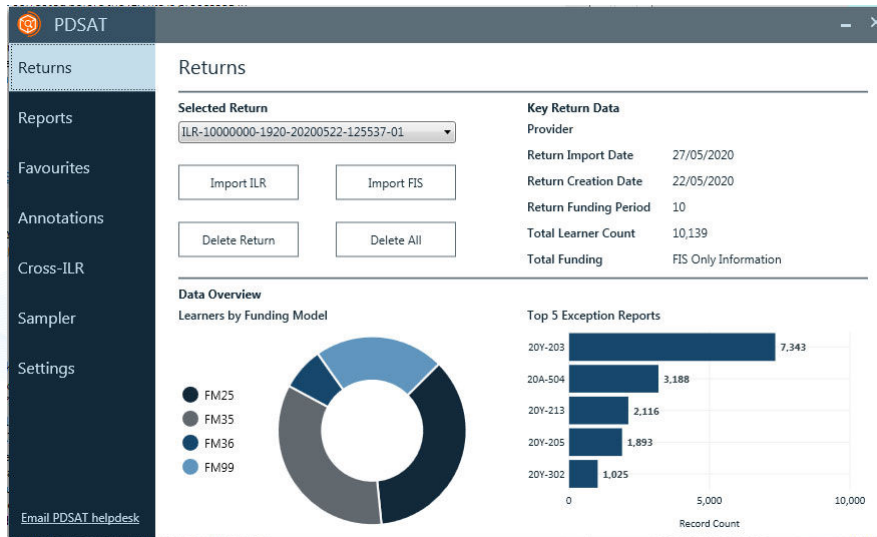 PDSAT
Returns
Reports
Favourites
Annotations
Cross-ILR
Sampler
Settings
Email PDSAT helpdesk
Returns
Selected Return
ILR-10000000-1920-20200522-125537-01
Import ILR
Import FIS
Delete Return
Delete All
Key Return Data
Provider
Return Import Date 27/05/2020
Return Creation Date 22/05/2020
Return Funding Period 10
Total Learner Count 10,139
Total Funding FIS Only Information
Data Overview
Learners by Funding Model
FM25
FM35
FM36
FM99
Top 5 Exception Reports
20Y-203 7,343
20A-504 3,188
20Y-213 2,116
20Y-205 1,893
20Y-302 1,025
0 5,000 10,000
Record Count